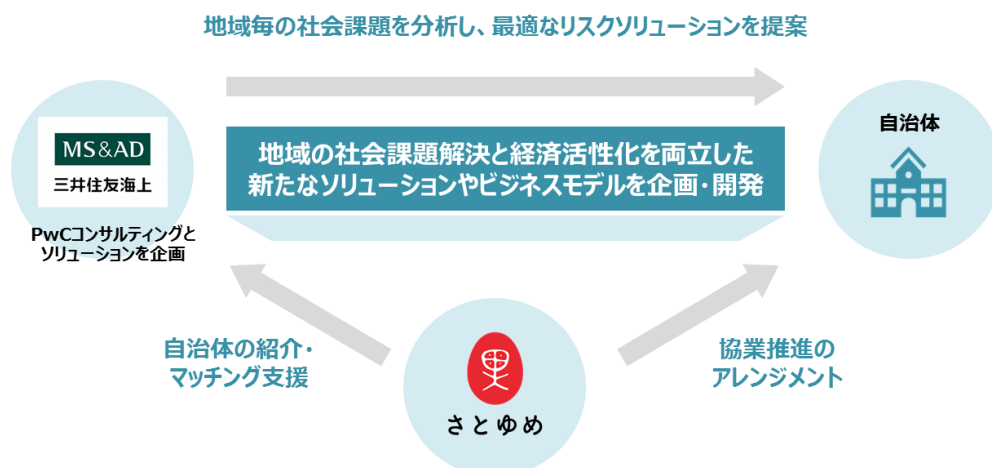 地域毎の社会課題を分析し、最適なリスクソリューションを提案
MS&AD
三井住友海上
PwCコンサルティングと
ソリューションを企画
地域の社会課題解決と経済活性化を両立した
新たなソリューションやビジネスモデルを企画・開発
自治体
自治体の紹介・
マッチング支援
里
さとゆめ
協業推進の
アレンジメント